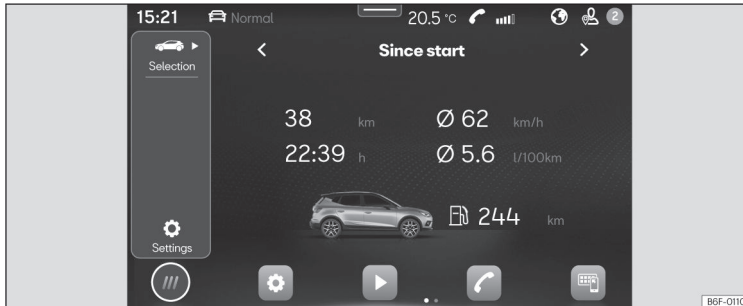 15:21 Normal 20.5 °C 2
Selection
Since start
38 km Ø 62 km/h
22:39 h Ø 5.6 l/100km
244 km
Settings
B6F-0110